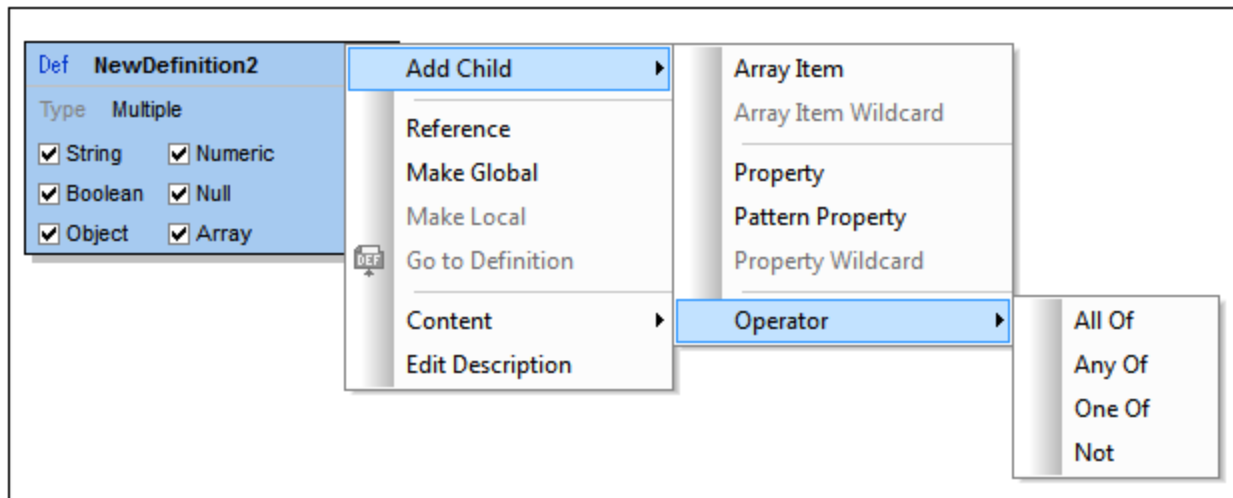 Def NewDefinition2
Type Multiple
String Numeric
Boolean Null
Object Array
Add Child
Reference
Make Global
Make Local
DEF Go to Definition
Content
Edit Description
Array Item
Array Item Wildcard
Property
Pattern Property
Property Wildcard
Operator
All Of
Any Of
One Of
Not